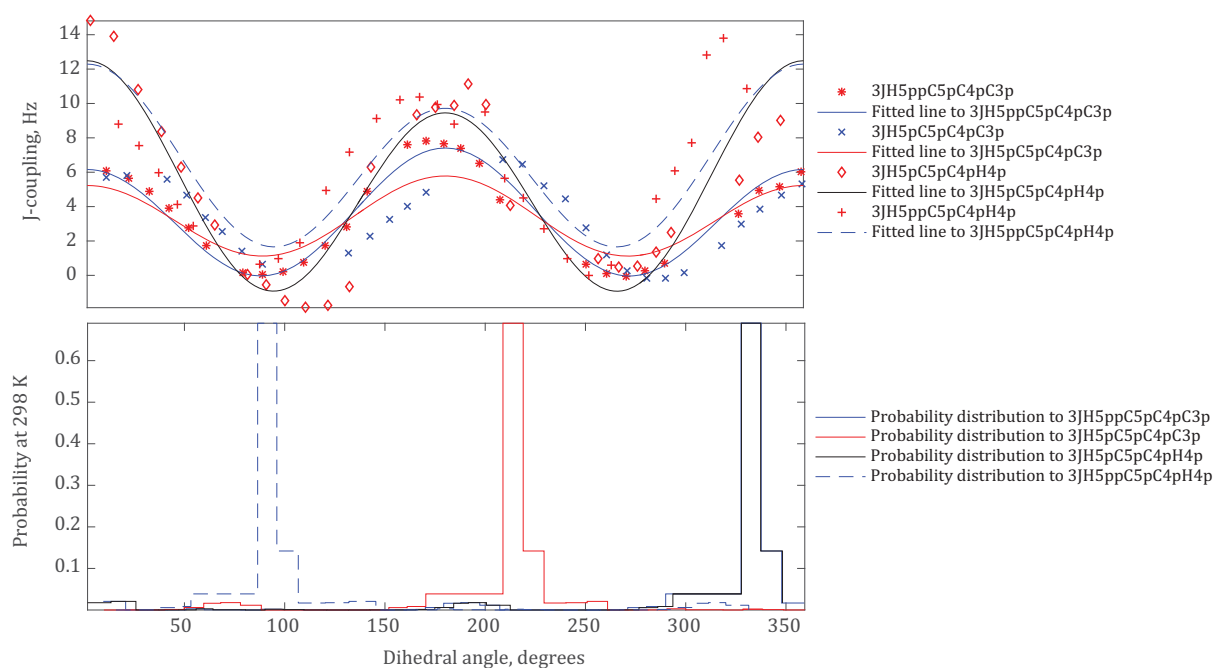 14
12
10
8
6
4
2
0
J-coupling, Hz
3JH5ppC5pC4pC3p
Fitted line to 3JH5ppC5pC4pC3p
3JH5pC5pC4pC3p
Fitted line to 3JH5pC5pC4pC3p
3JH5pC5pC4pH4p
Fitted line to 3JH5pC5pC4pH4p
3JH5ppC5pC4pH4p
Fitted line to 3JH5ppC5pC4pH4p
0.6
0.5
0.4
0.3
0.2
0.1
Probability at 298 K
Probability distribution to 3JH5ppC5pC4pC3p
Probability distribution to 3JH5pC5pC4pC3p
Probability distribution to 3JH5pC5pC4pH4p
Probability distribution to 3JH5ppC5pC4pH4p
50 100 150 200 250 300 350
Dihedral angle, degrees